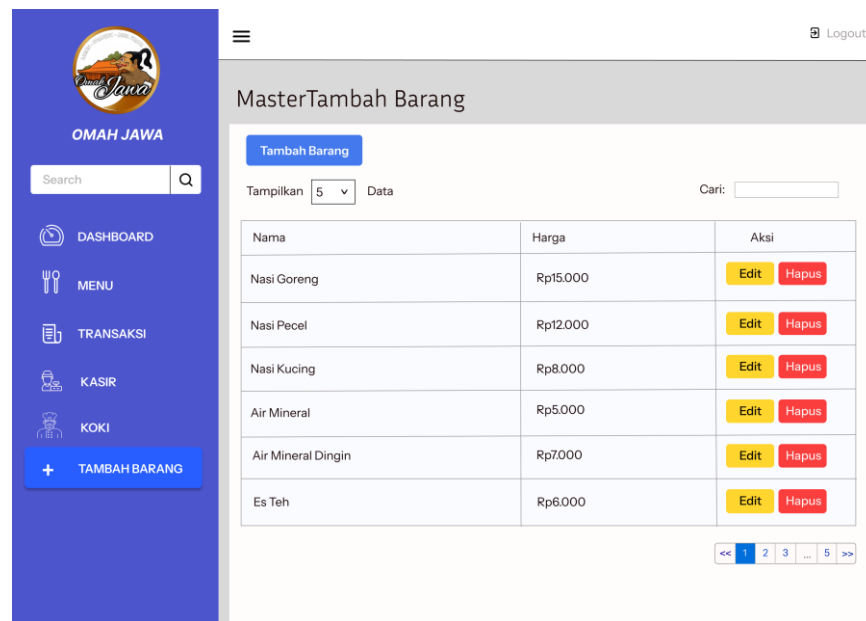 Omah Jawa
OMAH JAWA
Search
DASHBOARD
MENU
TRANSAKSI
KASIR
KOKI
+ TAMBAH BARANG
Logout
MasterTambah Barang
Tambah Barang
Tampilkan 5 Data
Cari:
Nama Harga Aksi
Nasi Goreng Rp15.000 Edit Hapus
Nasi Pecel Rp12.000 Edit Hapus
Nasi Kucing Rp8.000 Edit Hapus
Air Mineral Rp5.000 Edit Hapus
Air Mineral Dingin Rp7.000 Edit Hapus
Es Teh Rp6.000 Edit Hapus
<< 1 2 3 ... 5 >>